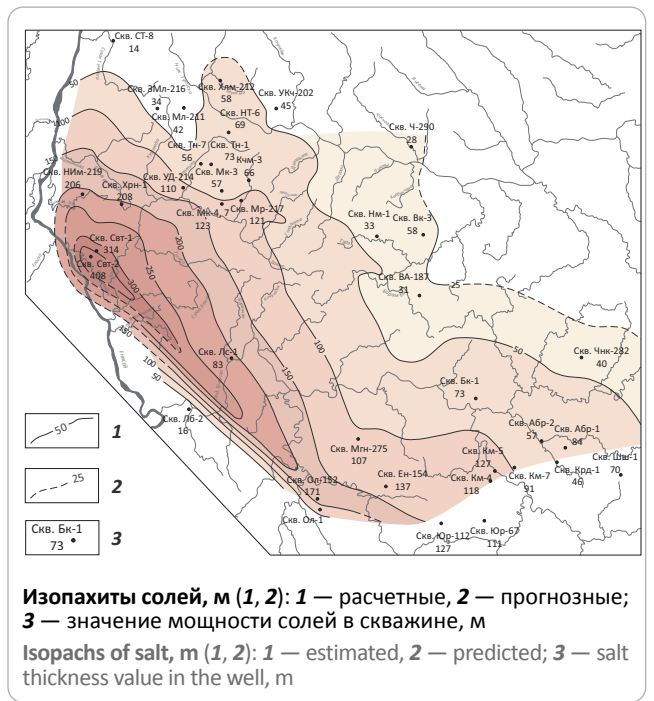 Скв. СТ-8
14
50
Скв. ЗМл-216
34
Скв. Хлм-212
58
Скв. УКч-202
45
100
Скв. Мл-211
42
Скв. НТ-6
69
Скв. Ч-290
28
150
Скв. Тн-7
56
Скв. Тн-1
73
Кчм-3
66
Скв. НИм-219
206
Скв. Хрн-1
208
Скв. УД-214
110
Скв. Мк-3
57
Скв. Мк-4
123
Скв. Мр-217
121
Скв. Нм-1
33
Скв. Вк-3
58
Скв. Свт-1
314
Скв. Свт-2
408
200
250
300
Скв. ВА-187
31
25
150
100
50
Скв. Лс-1
83
150
100
50
Скв. Чнк-282
40
Скв. Бк-1
73
Скв. Лб-2
16
Скв. Абр-2
57
Скв. Абр-1
84
Скв. Мгн-275
107
Скв. Км-5
127
Скв. Шш-1
70
Скв. Ол-153
171
Скв. Ен-154
137
Скв. Км-4
118
Скв. Км-7
91
Скв. Крд-1
46
Скв. Ол-1
Скв. Юр-112
127
Скв. Юр-67
111
50
1
25
2
Скв. Бк-1
73
3
Изопахиты солей, м (1, 2): 1 — расчетные, 2 — прогнозные;
3 — значение мощности солей в скважине, м
Isopachs of salt, m (1, 2): 1 — estimated, 2 — predicted; 3 — salt
thickness value in the well, m